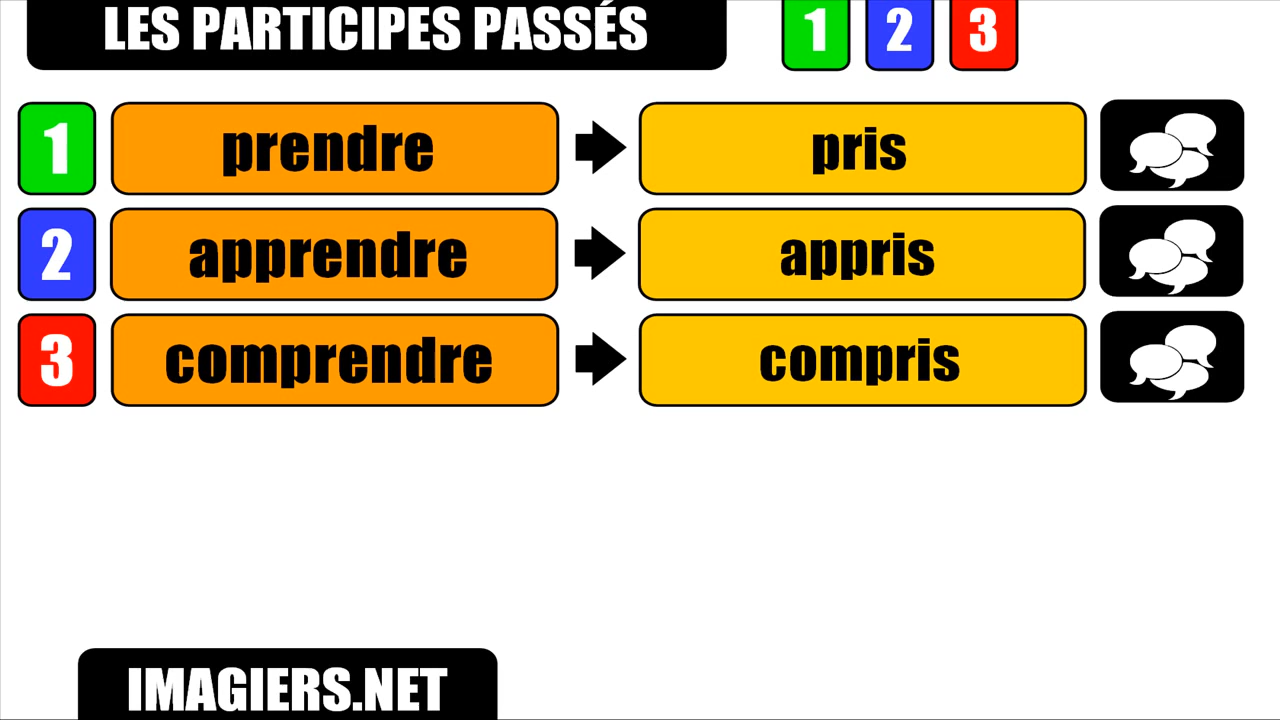 LES PARTICIPES PASSÉS 1 2 3
1 prendre pris
2 apprendre appris
3 comprendre compris
IMAGIERS.NET